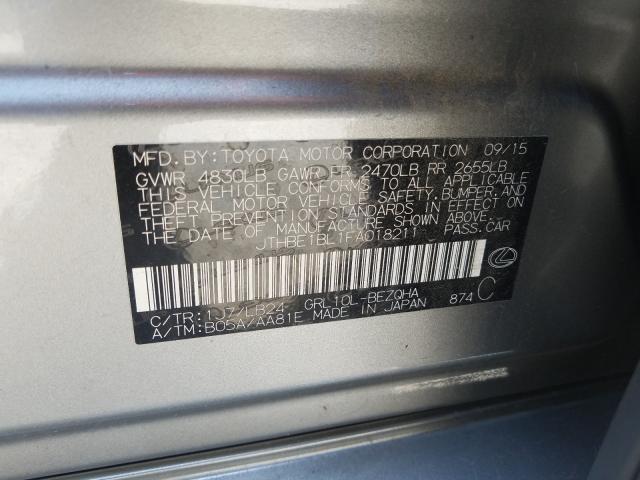 MFD. BY: TOYOTA MOTOR CORPORATION 09/15
GVWR 4830LB GAWR FR 2470LB RR 2655LB
THIS VEHICLE CONFORMS TO ALL APPLICABLE
FEDERAL MOTOR VEHICLE SAFETY, BUMPER, AND
THEFT PREVENTION STANDARDS IN EFFECT ON
THE DATE OF MANUFACTURE SHOWN ABOVE.
JTHBE1BL1FA018211 PASS. CAR
C/TR: 1J7/LB24 GRL10L-BEZQHA
A/TM: B05A/AA81E MADE IN JAPAN 874 C